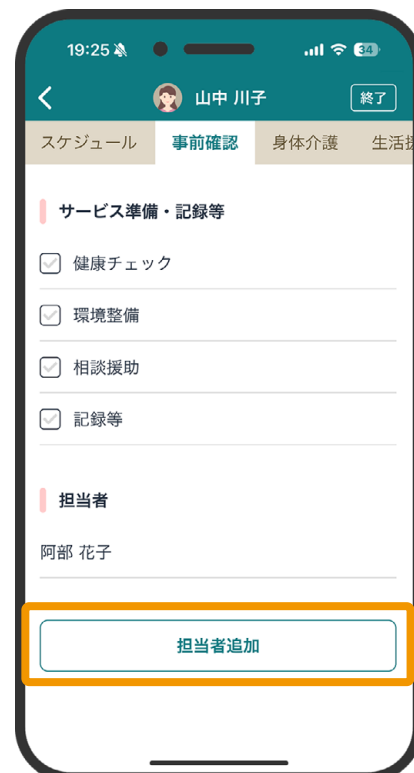 19:25
34
山中 川子
終了
スケジュール 事前確認 身体介護 生活
サービス準備・記録等
健康チェック
環境整備
相談援助
記録等
担当者
阿部 花子
担当者追加